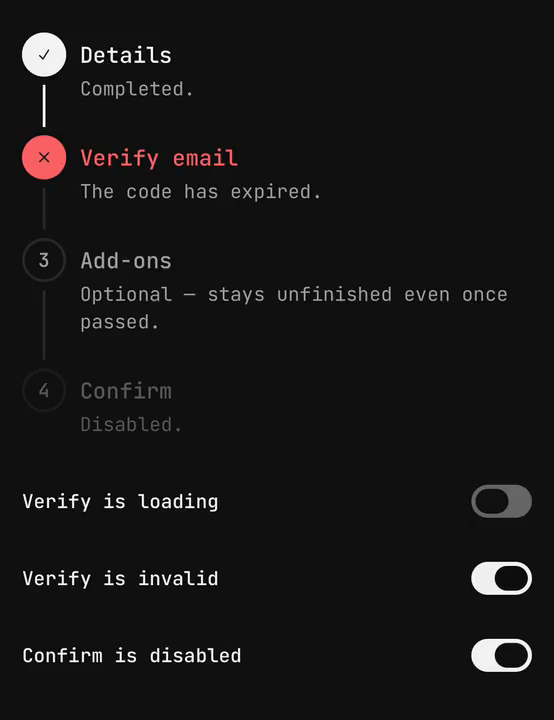 Details
Completed.
Verify email
The code has expired.
3 Add-ons
Optional — stays unfinished even once
passed.
4 Confirm
Disabled.
Verify is loading
Verify is invalid
Confirm is disabled